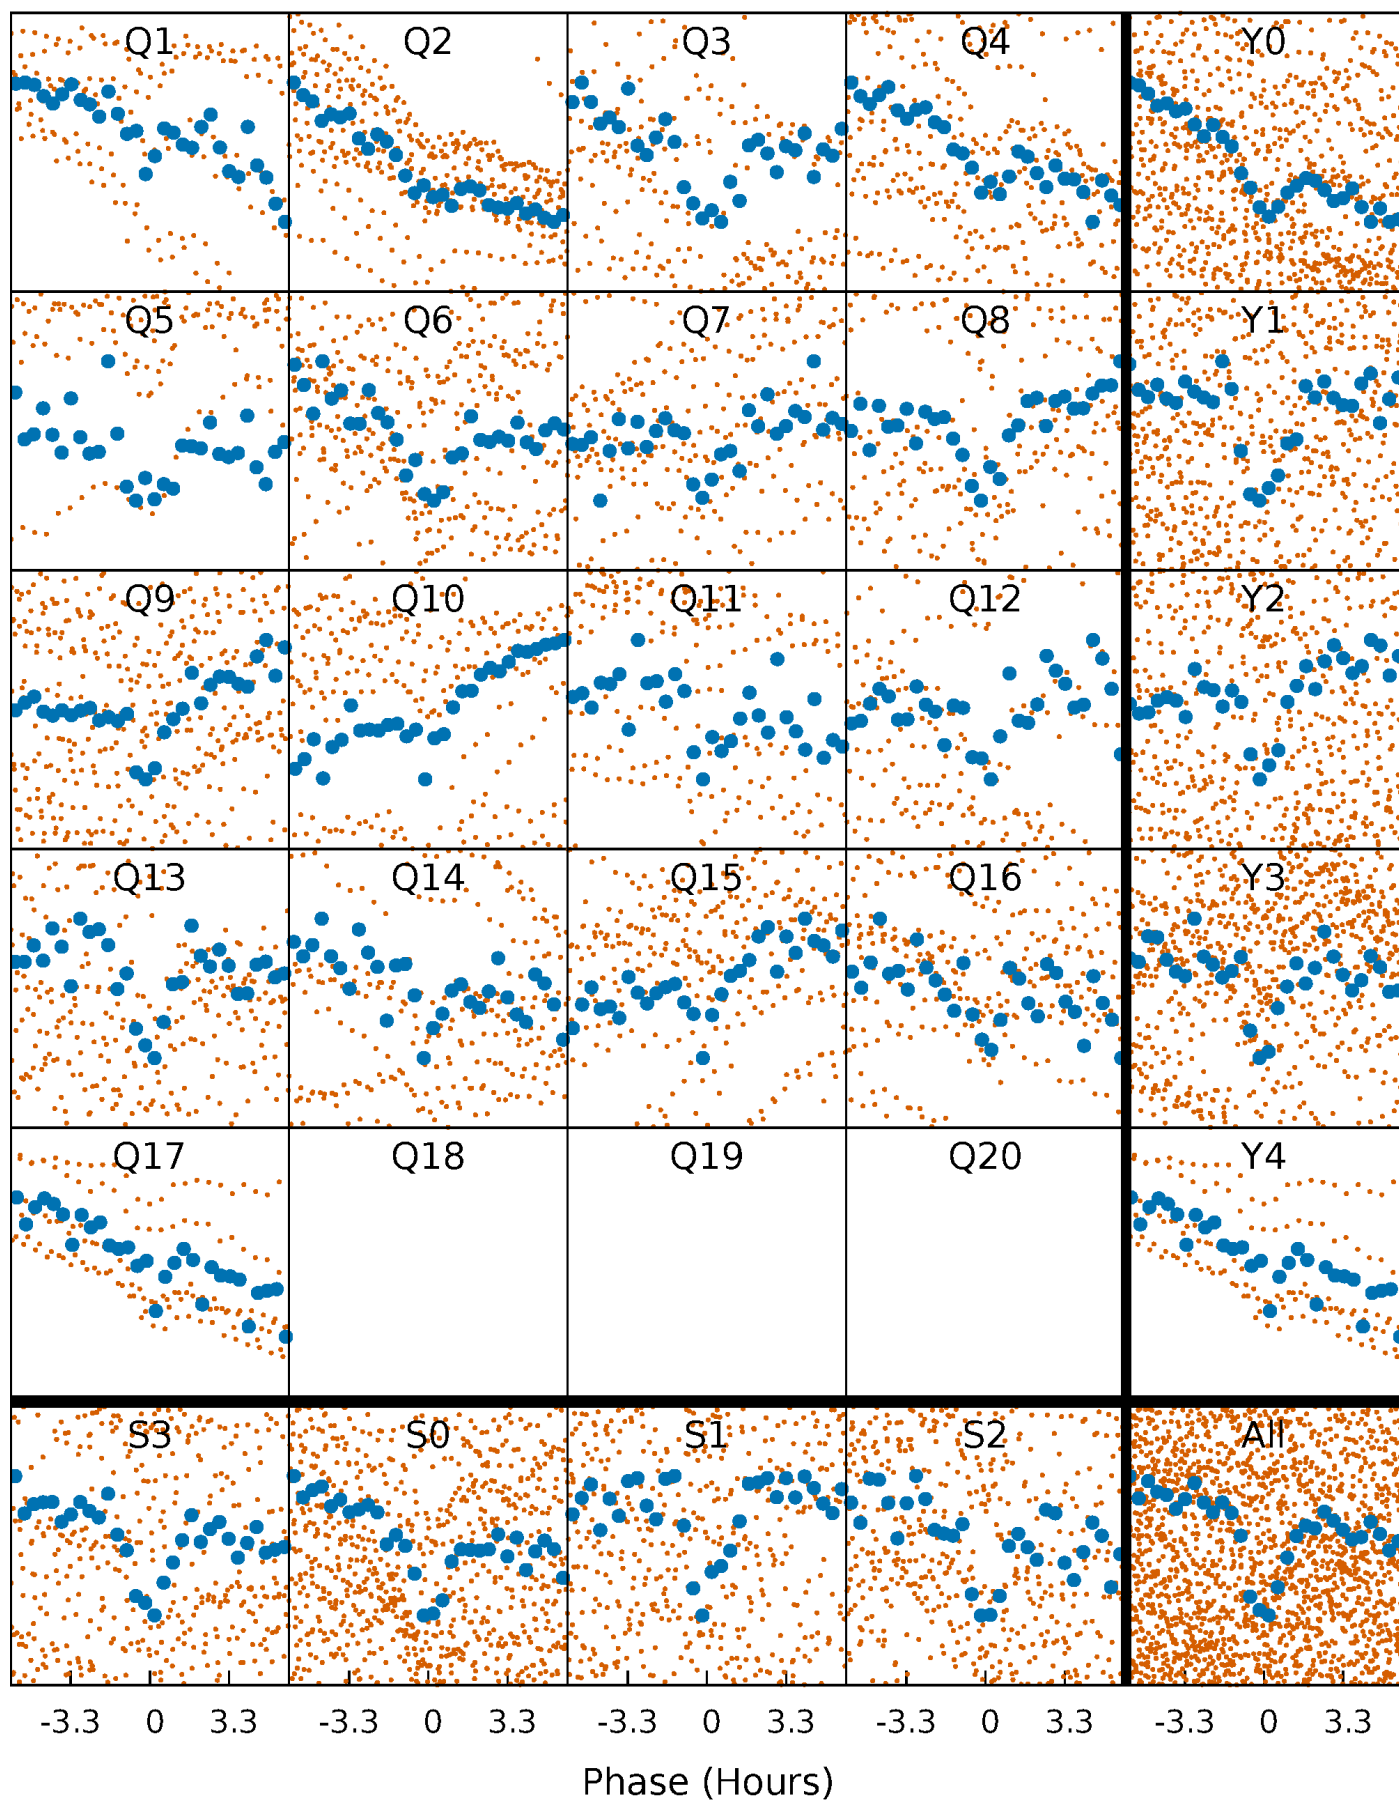 Q1 Q2 Q3 Q4 Y0
Q5 Q6 Q7 Q8 Y1
Q9 Q10 Q11 Q12 Y2
Q13 Q14 Q15 Q16 Y3
Q17 Q18 Q19 Q20 Y4
S3 S0 S1 S2 All
-3.3 0 3.3 -3.3 0 3.3 -3.3 0 3.3 -3.3 0 3.3 -3.3 0 3.3
Phase (Hours)